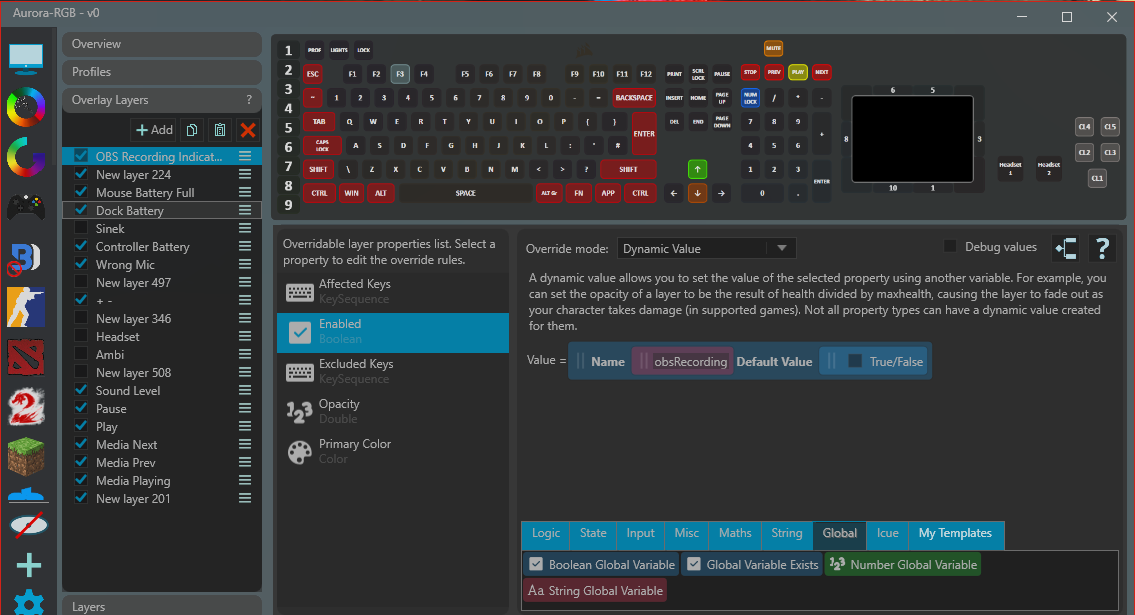 Aurora-RGB - v0
Overview
Profiles
Overlay Layers ?
Add
OBS Recording Indicat...
New layer 224
Mouse Battery Full
Dock Battery
Sinek
Controller Battery
Wrong Mic
New layer 497
+ -
New layer 346
Headset
Ambi
New layer 508
Sound Level
Pause
Play
Media Next
Media Prev
Media Playing
New layer 201
Layers
1 PROF LIGHTS LOCK MUTE
2 ESC F1 F2 F3 F4 F5 F6 F7 F8 F9 F10 F11 F12 PRINT SCRL LOCK PAUSE STOP PREV PLAY NEXT
3 " 1 2 3 4 5 6 7 8 9 0 - = BACKSPACE INSERT HOME PAGE UP NUM LOCK / * -
4
5 TAB Q W E R T Y U I O P { } ENTER DEL END PAGE DOWN 7 8 9 +
6 CAPS LOCK A S D F G H J K L : ' # 4 5 6
7 SHIFT \ Z X C V B N M < > ? SHIFT ↑ 1 2 3 ENTER
8 CTRL WIN ALT SPACE ALT Gr FN APP CTRL ← ↓ → 0 .
9
6 5
8 3
10 1
Headset 1
Headset 2
CL4 CL5
CL2 CL3
CL1
Overridable layer properties list. Select a
property to edit the override rules.
Affected Keys
KeySequence
Enabled
Boolean
Excluded Keys
KeySequence
Opacity
Double
Primary Color
Color
Override mode: Dynamic Value Debug values ?
A dynamic value allows you to set the value of the selected property using another variable. For example, you
can set the opacity of a layer to be the result of health divided by maxhealth, causing the layer to fade out as
your character takes damage (in supported games). Not all property types can have a dynamic value created
for them.
Value = Name obsRecording Default Value True/False
Logic State Input Misc Maths String Global Icue My Templates
Boolean Global Variable Global Variable Exists 123 Number Global Variable
Aa String Global Variable